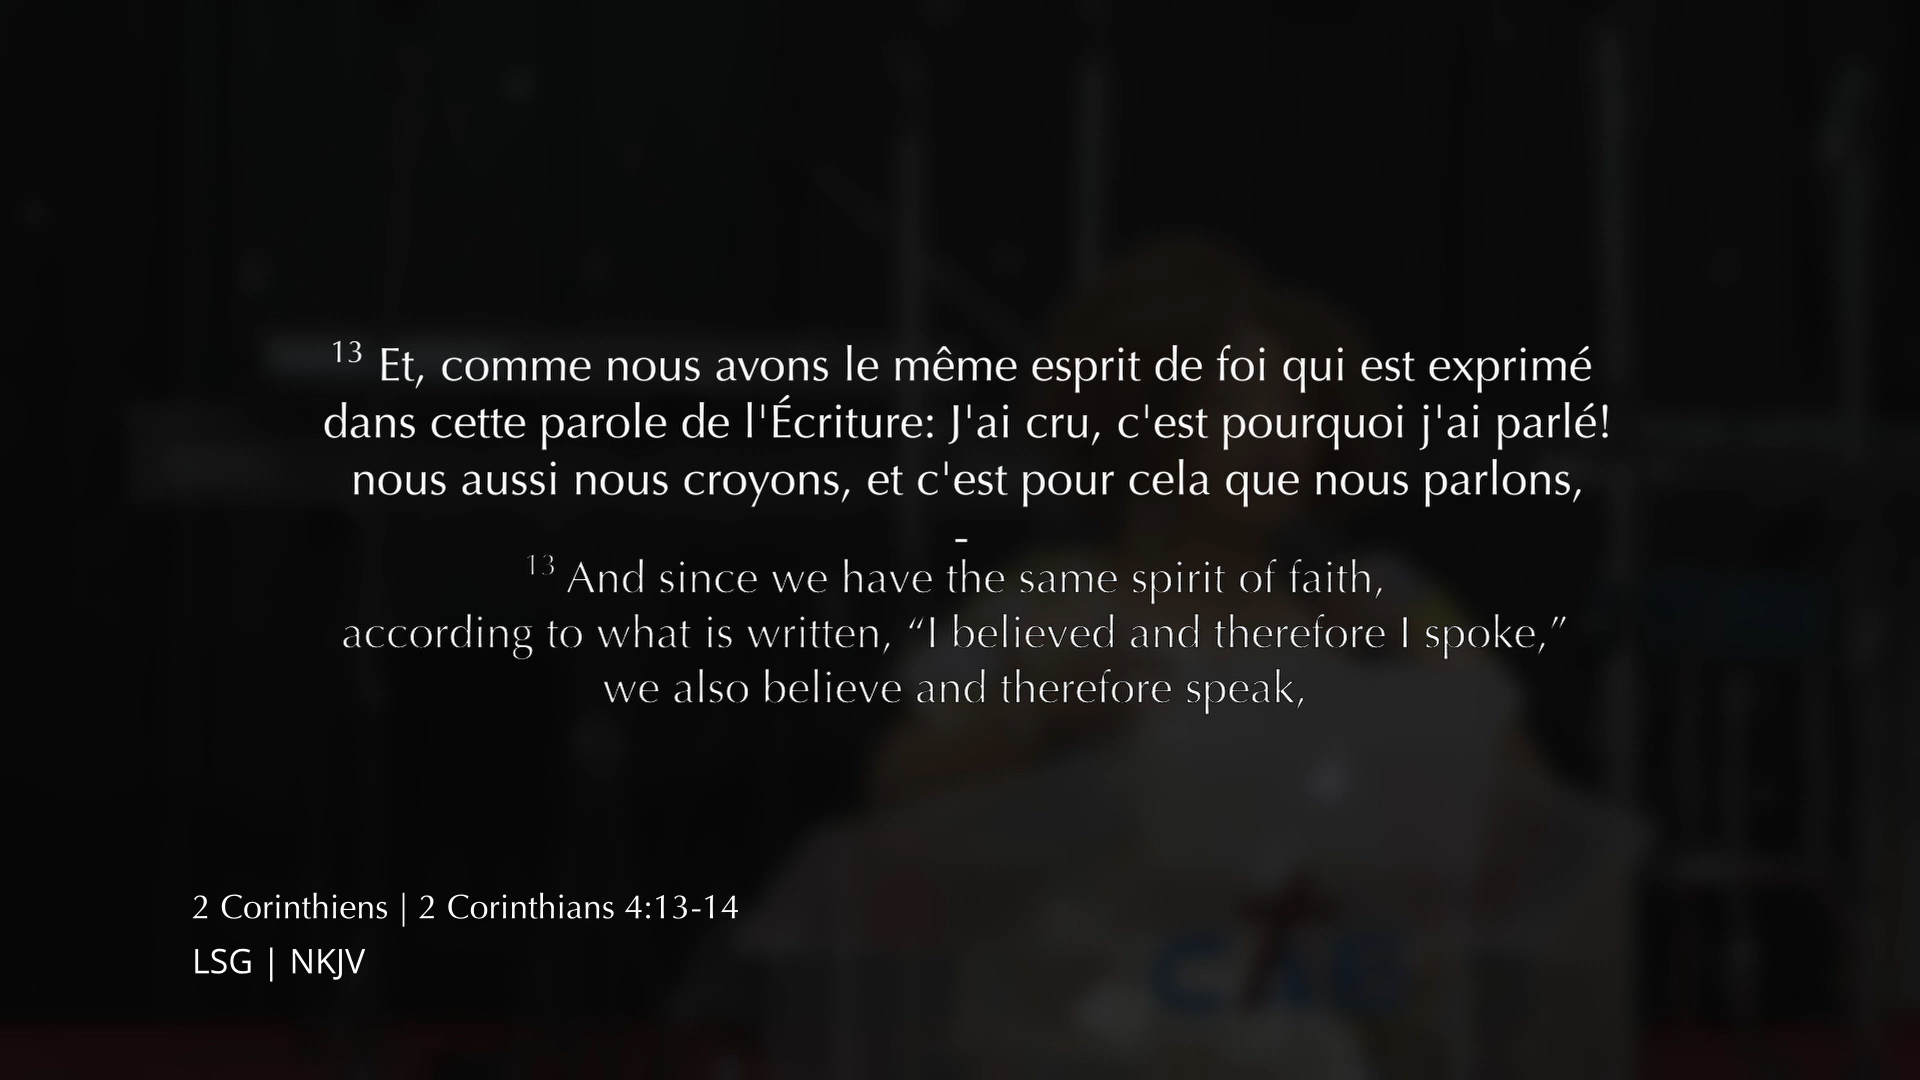 13 Et, comme nous avons le même esprit de foi qui est exprimé
dans cette parole de l'Écriture: J'ai cru, c'est pourquoi j'ai parlé!
nous aussi nous croyons, et c'est pour cela que nous parlons,
-
13 And since we have the same spirit of faith,
according to what is written, “I believed and therefore I spoke,”
we also believe and therefore speak,
2 Corinthiens | 2 Corinthians 4:13-14
LSG | NKJV